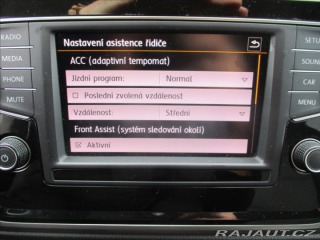 RADIO
MEDIA
PHONE
MUTE
Nastavení asistence řidiče
ACC (adaptivní tempomat)
Jízdní program: Normal
Poslední zvolená vzdálenost
Vzdálenost: Střední
Front Assist (systém sledování okolí)
Aktivní
SETUP
SOUND
CAR
MENU
RAJAUT.CZ